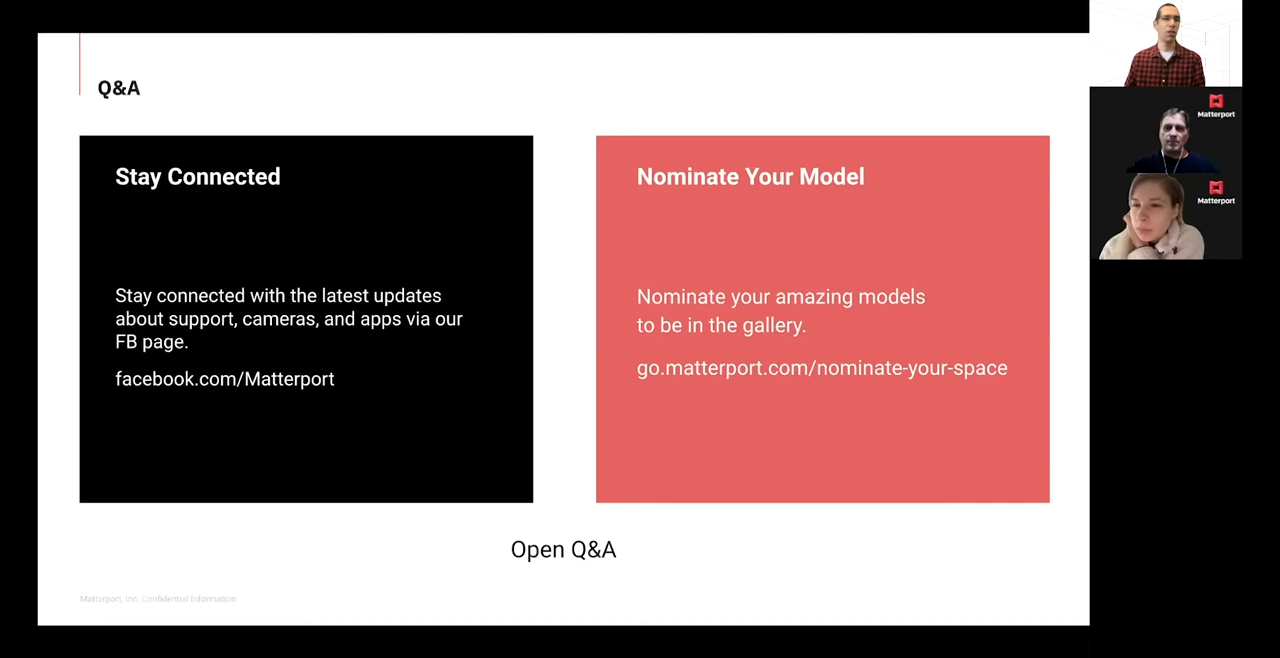 Q&A
Stay Connected
Stay connected with the latest updates
about support, cameras, and apps via our
FB page.
facebook.com/Matterport
Nominate Your Model
Nominate your amazing models
to be in the gallery.
go.matterport.com/nominate-your-space
Open Q&A
Matterport, Inc. Confidential Information
Matterport
Matterport